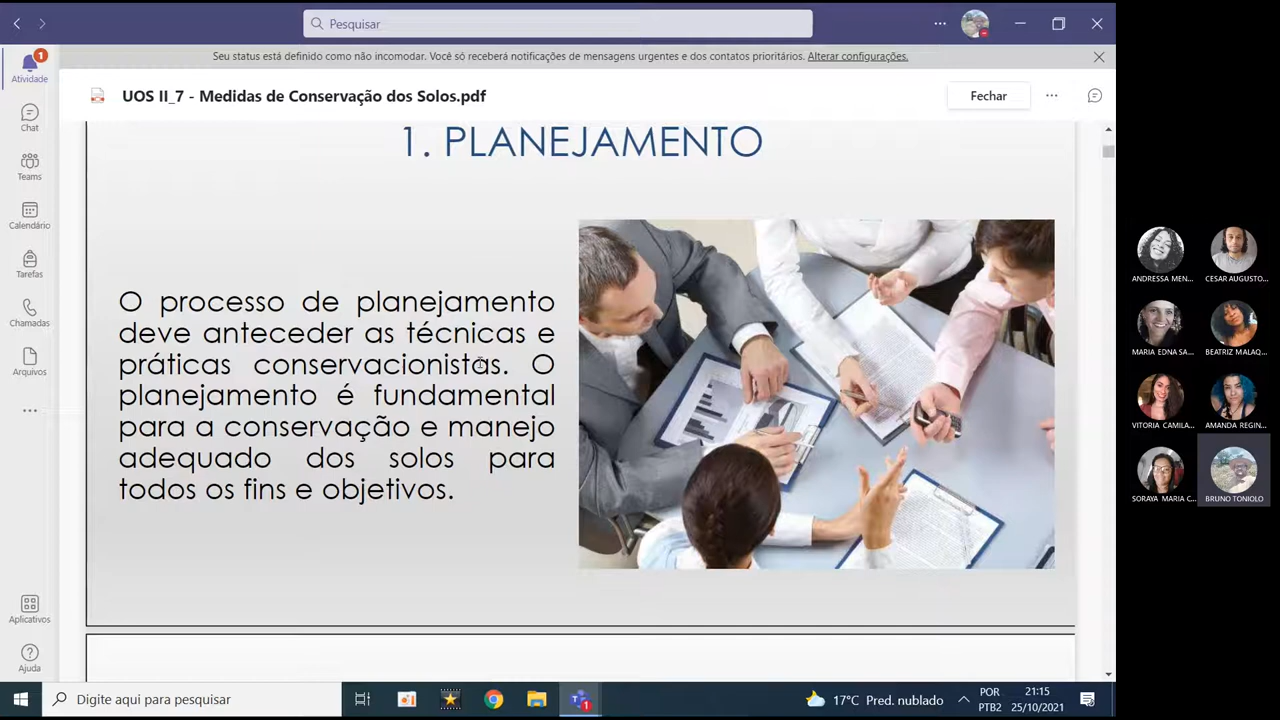 Pesquisar
Seu status está definido como não incomodar. Você só receberá notificações de mensagens urgentes e dos contatos prioritários. Alterar configurações.
1
Atividade
Chat
Teams
Calendário
Tarefas
Chamadas
Arquivos
Aplicativos
Ajuda
UOS II_7 - Medidas de Conservação dos Solos.pdf
Fechar
1. PLANEJAMENTO
O processo de planejamento
deve anteceder as técnicas e
práticas conservacionistas. O
planejamento é fundamental
para a conservação e manejo
adequado dos solos para
todos os fins e objetivos.
ANDRESSA MEN...
CESAR AUGUSTO...
MARIA EDNA SA...
BEATRIZ MALAQ...
VITORIA CAMILA...
AMANDA REGIN...
SORAYA MARIA C...
BRUNO TONIOLO
Digite aqui para pesquisar
1
17°C Pred. nublado
POR
PTB2
21:15
25/10/2021